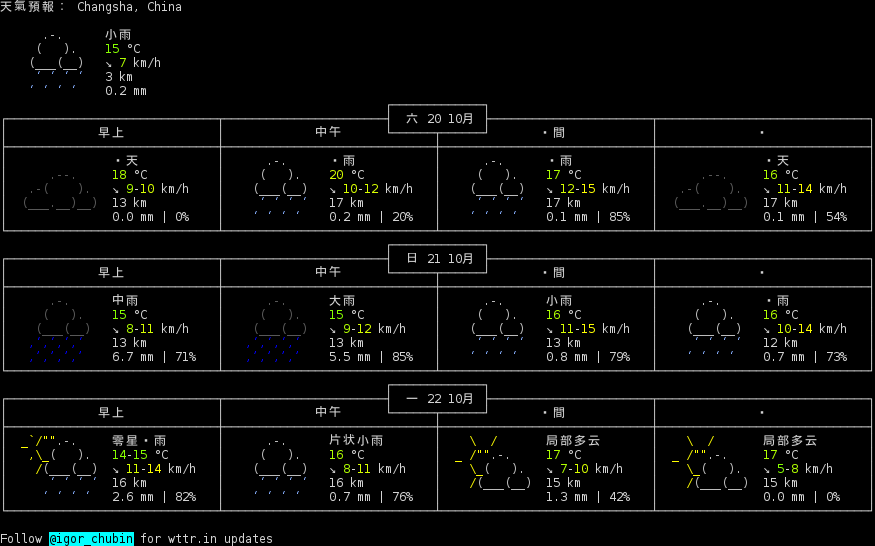 天氣預報： Changsha, China
小雨
15 °C
↘ 7 km/h
3 km
0.2 mm
六 20 10月
早上 中午 ·間 ·
·天 ·雨 ·雨 ·天
18 °C 20 °C 17 °C 16 °C
↘ 9-10 km/h ↘ 10-12 km/h ↘ 12-15 km/h ↘ 11-14 km/h
13 km 17 km 17 km 17 km
0.0 mm | 0% 0.2 mm | 20% 0.1 mm | 85% 0.1 mm | 54%
日 21 10月
早上 中午 ·間 ·
中雨 大雨 小雨 ·雨
15 °C 15 °C 16 °C 16 °C
↘ 8-11 km/h ↘ 9-12 km/h ↘ 11-15 km/h ↘ 10-14 km/h
13 km 13 km 13 km 12 km
6.7 mm | 71% 5.5 mm | 85% 0.8 mm | 79% 0.7 mm | 73%
一 22 10月
早上 中午 ·間 ·
零星·雨 片状小雨 局部多云 局部多云
14-15 °C 16 °C 17 °C 17 °C
↘ 11-14 km/h ↘ 8-11 km/h ↘ 7-10 km/h ↘ 5-8 km/h
16 km 16 km 15 km 15 km
2.6 mm | 82% 0.7 mm | 76% 1.3 mm | 42% 0.0 mm | 0%
Follow @igor_chubin for wttr.in updates